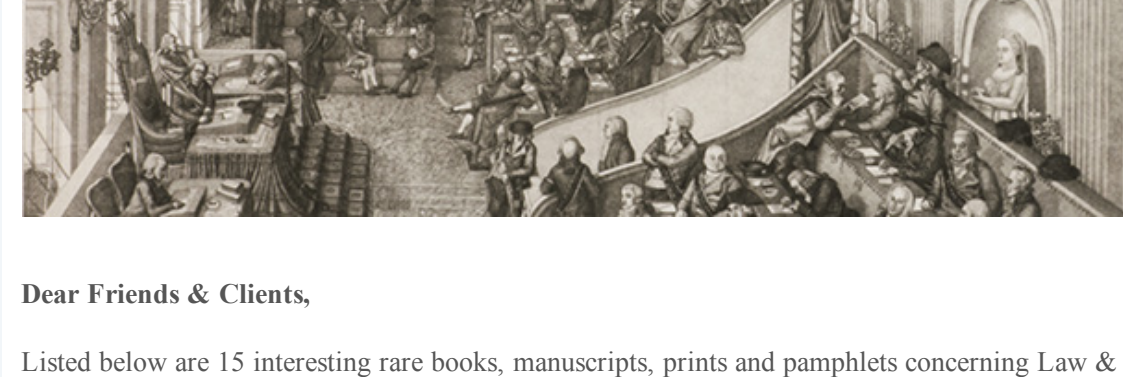 Dear Friends & Clients,
Listed below are 15 interesting rare books, manuscripts, prints and pamphlets concerning Law &